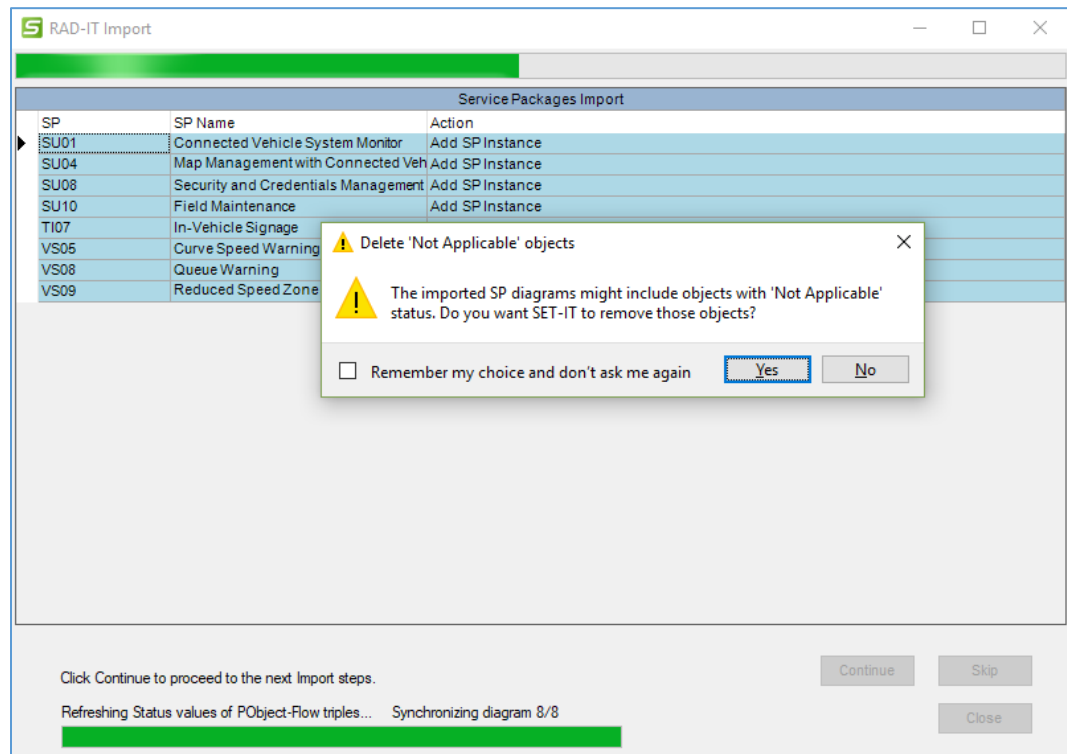 S RAD-IT Import
Service Packages Import
SP SP Name Action
SU01 Connected Vehicle System Monitor Add SP Instance
SU04 Map Management with Connected Veh Add SP Instance
SU08 Security and Credentials Management Add SP Instance
SU10 Field Maintenance Add SP Instance
TI07 In-Vehicle Signage
VS05 Curve Speed Warning
VS08 Queue Warning
VS09 Reduced Speed Zone
Delete 'Not Applicable' objects
The imported SP diagrams might include objects with 'Not Applicable'
status. Do you want SET-IT to remove those objects?
Remember my choice and don't ask me again Yes No
Continue Skip
Click Continue to proceed to the next Import steps.
Refreshing Status values of PObject-Flow triples... Synchronizing diagram 8/8
Close